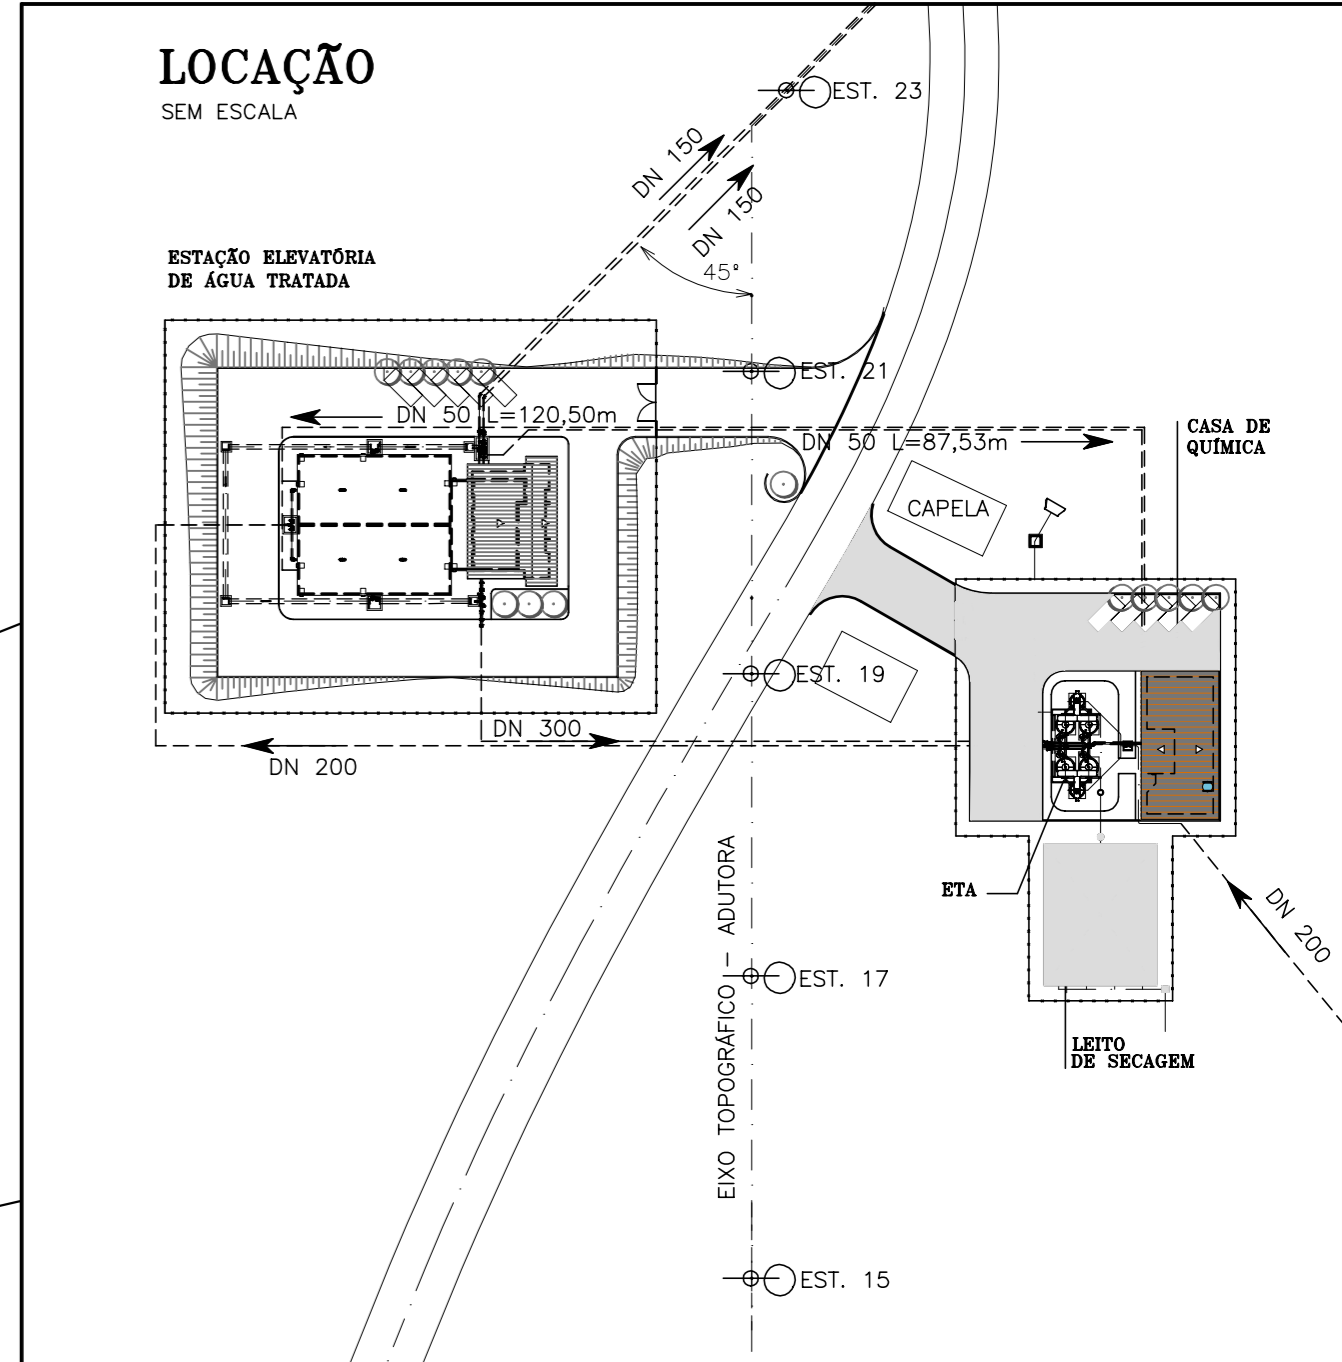 LOCAÇÃO
SEM ESCALA
EST. 23
DN 150
DN 150
45°
ESTAÇÃO ELEVATÓRIA
DE ÁGUA TRATADA
EST. 21
DN 50 L=120,50m
DN 50 L=87,53m
CASA DE
QUÍMICA
CAPELA
EST. 19
DN 300
DN 200
EIXO TOPOGRÁFICO - ADUTORA
ETA
DN 200
EST. 17
LEITO
DE SECAGEM
EST. 15